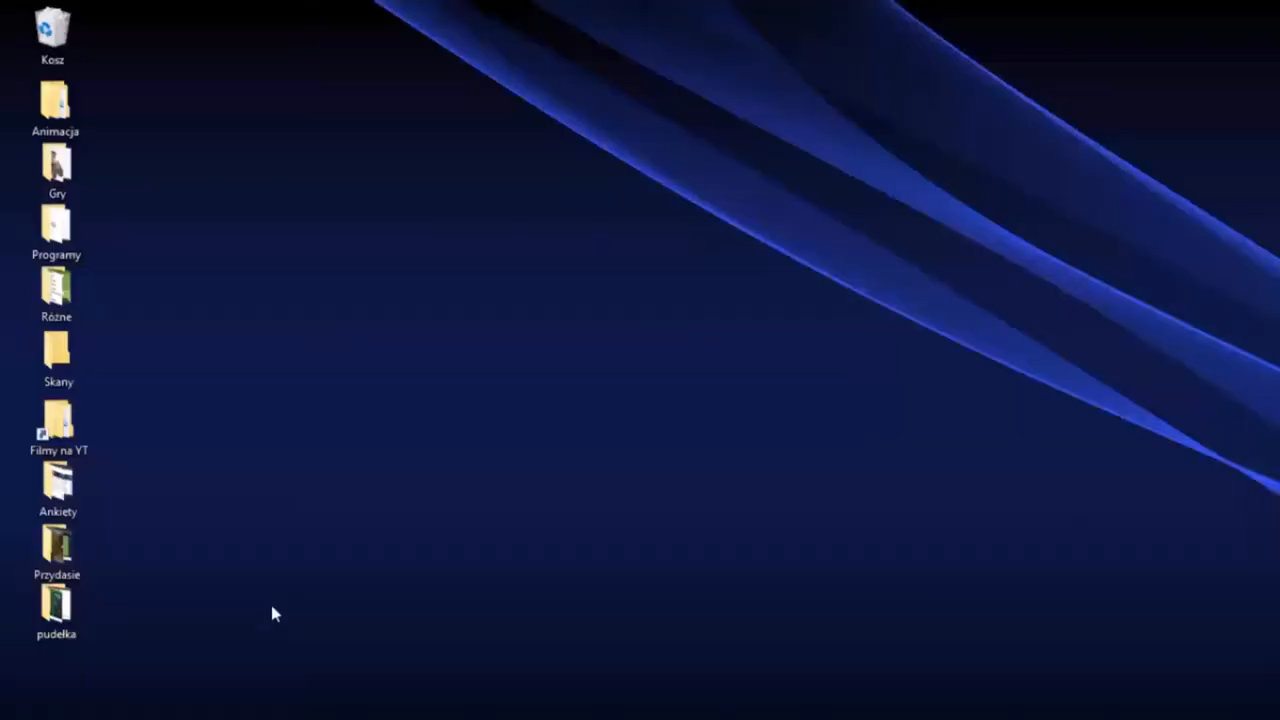 Kosz
Animacja
Gry
Programy
Różne
Skany
Filmy na YT
Ankiety
Przydasie
pudełka